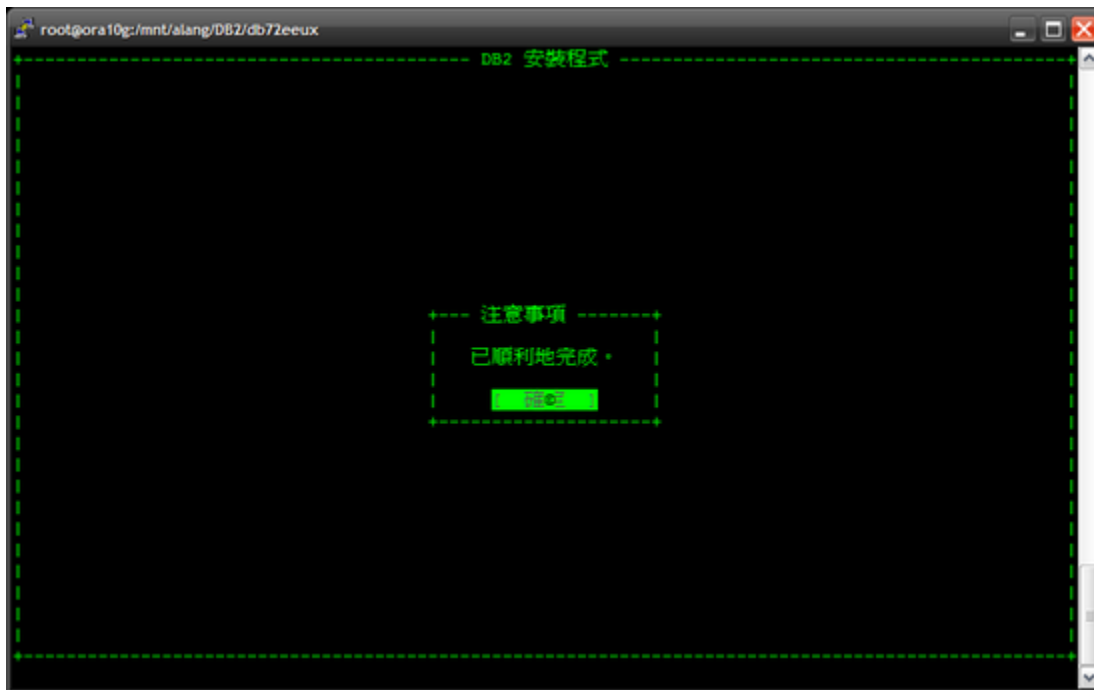 root@ora10g:/mnt/alang/DB2/db72eeux
DB2 安裝程式
注意事項
已順利地完成。
[ 確